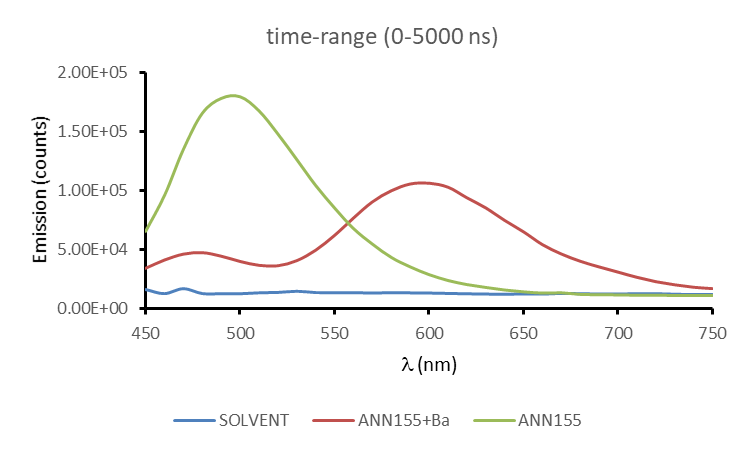 time-range (0-5000 ns)
2.00E+05
1.50E+05
1.00E+05
5.00E+04
0.00E+00
Emission (counts)
450 500 550 600 650 700 750
λ (nm)
SOLVENT ANN155+Ba ANN155